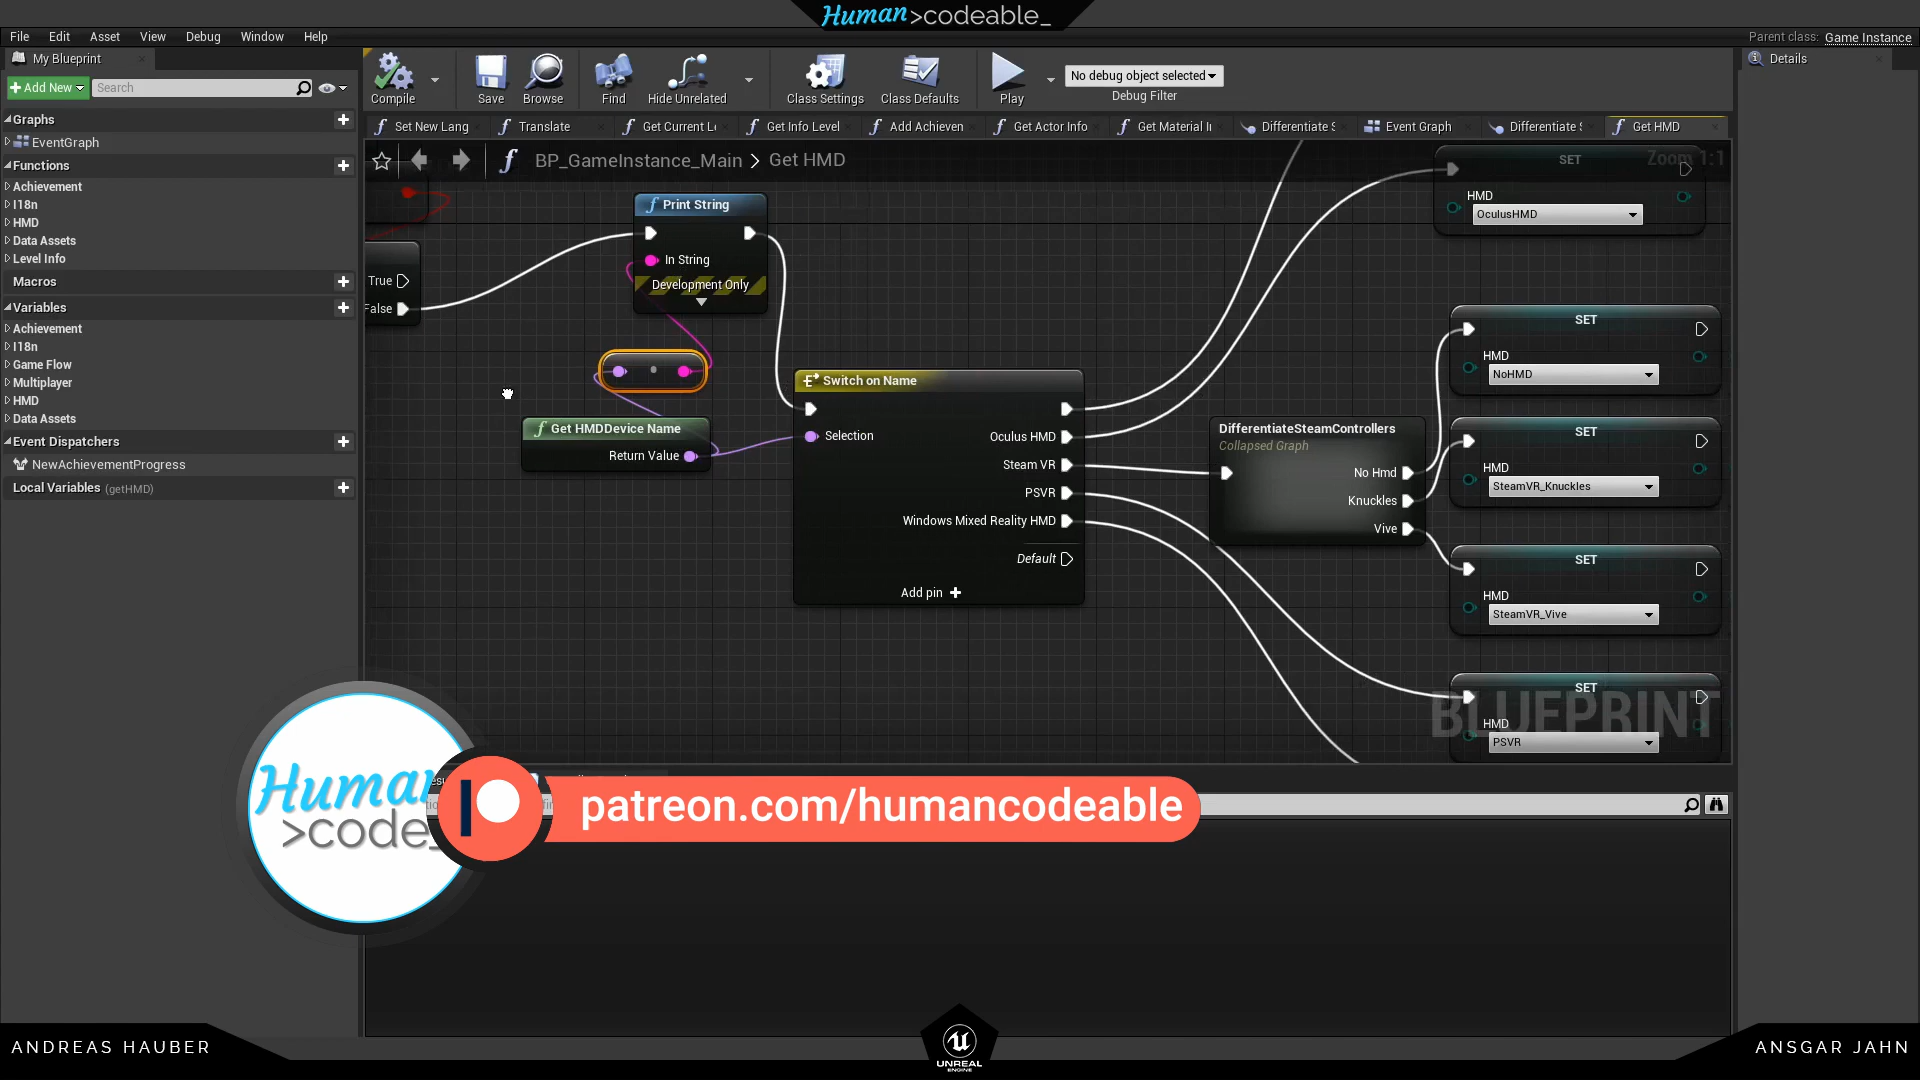 Human>codeable_
File Edit Asset View Debug Window Help
Parent class: Game Instance
My Blueprint
Details
Add New
Search
Compile
Save
Browse
Find
Hide Unrelated
Class Settings
Class Defaults
Play
No debug object selected
Debug Filter
Graphs
EventGraph
Functions
Achievement
I18n
HMD
Data Assets
Level Info
Macros
Variables
Achievement
I18n
Game Flow
Multiplayer
HMD
Data Assets
Event Dispatchers
NewAchievementProgress
Local Variables (getHMD)
Set New Lang
Translate
Get Current L
Get Info Level
Add Achieven
Get Actor Info
Get Material I
Differentiate S
Event Graph
Differentiate S
Get HMD
BP_GameInstance_Main > Get HMD
Zoom 1:1
True
False
Print String
In String
Development Only
Get HMDDevice Name
Return Value
Switch on Name
Selection
Oculus HMD
Steam VR
PSVR
Windows Mixed Reality HMD
Default
Add pin
DifferentiateSteamControllers
Collapsed Graph
No Hmd
Knuckles
Vive
SET
HMD
OculusHMD
SET
HMD
NoHMD
SET
HMD
SteamVR_Knuckles
SET
HMD
SteamVR_Vive
SET
HMD
PSVR
BLUEPRINT
Human
>code_
patreon.com/humancodeable
ANDREAS HAUBER
UNREAL
ENGINE
ANSGAR JAHN